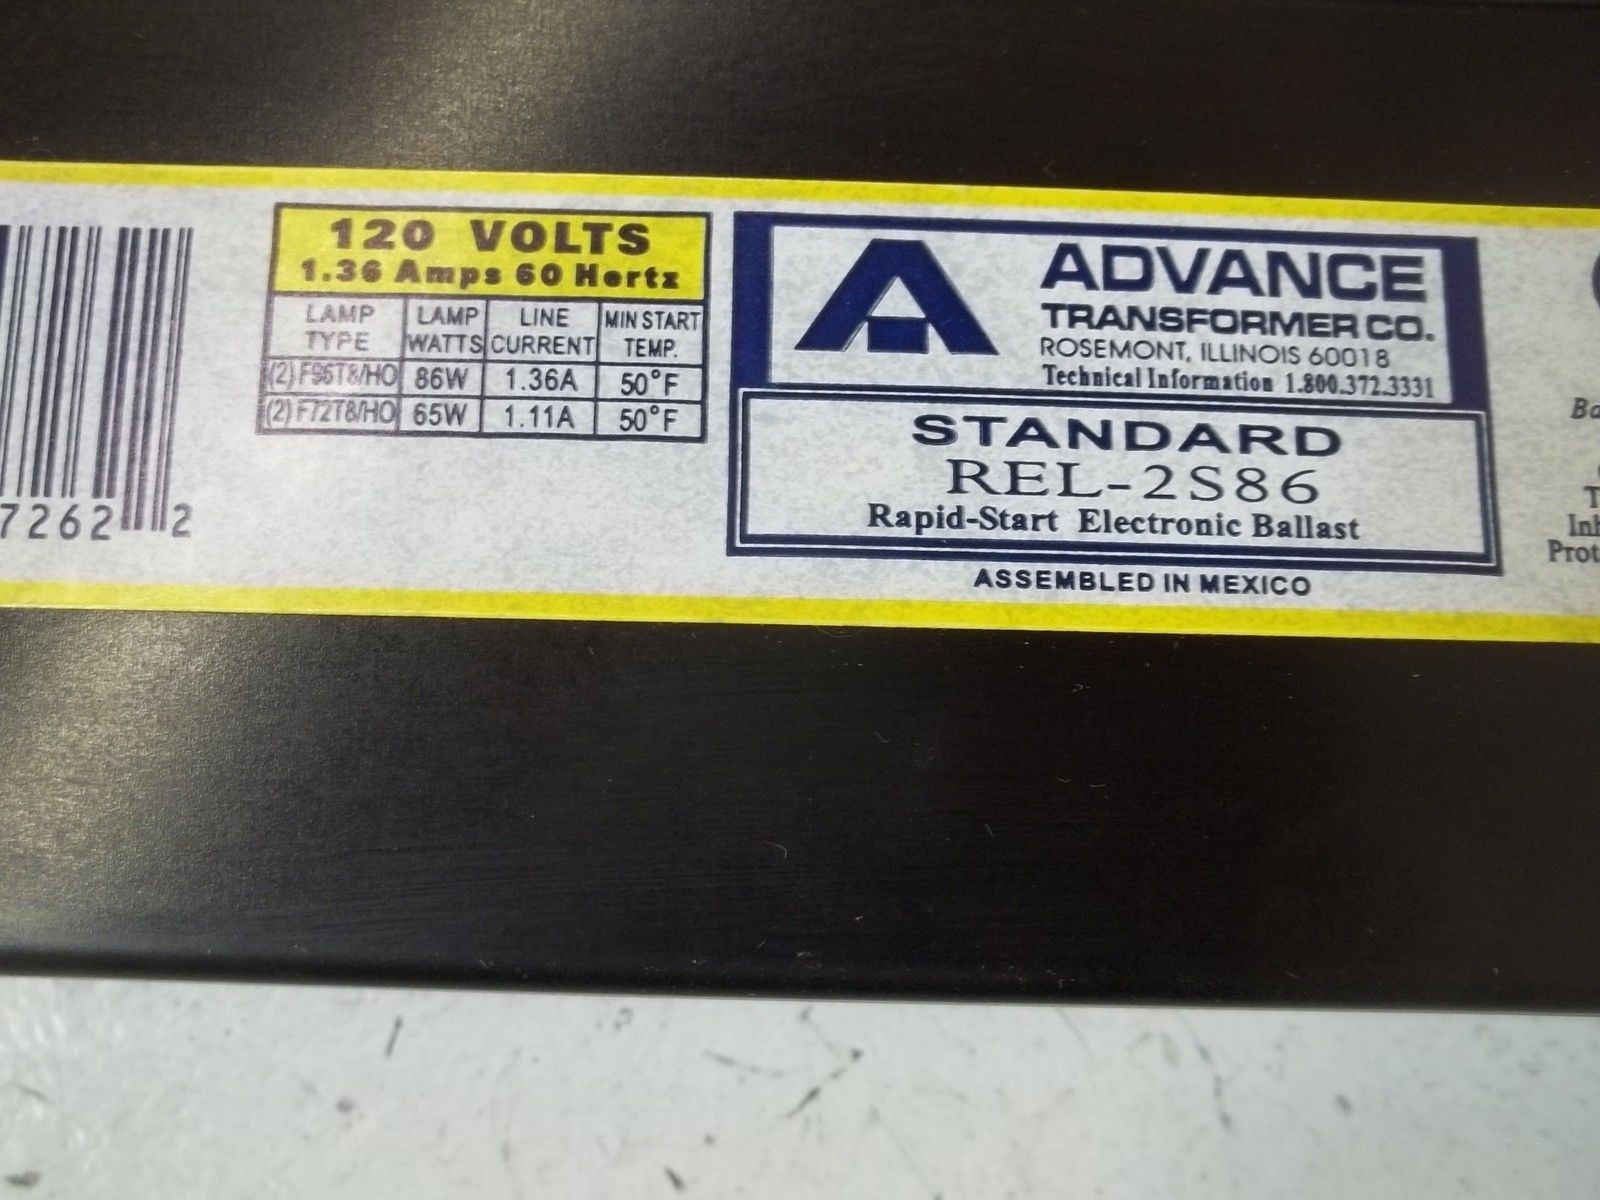 120 VOLTS
1.36 Amps 60 Hertz
LAMP TYPE LAMP WATTS LINE CURRENT MIN START TEMP.
(2) F96T8/HO 86W 1.36A 50°F
(2) F72T8/HO 65W 1.11A 50°F
7262 2
A ADVANCE
TRANSFORMER CO.
ROSEMONT, ILLINOIS 60018
Technical Information 1.800.372.3331
STANDARD
REL-2S86
Rapid-Start Electronic Ballast
ASSEMBLED IN MEXICO